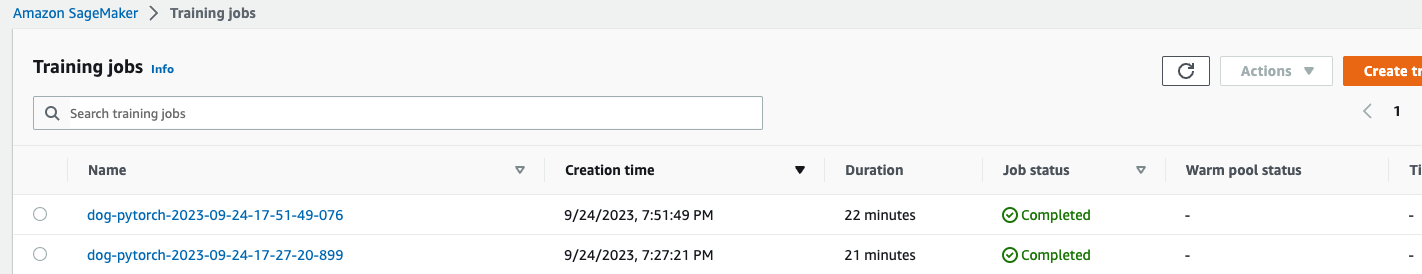 Amazon SageMaker > Training jobs
Training jobs Info
Actions
Create tr
Search training jobs
1
Name Creation time Duration Job status Warm pool status Ti
dog-pytorch-2023-09-24-17-51-49-076 9/24/2023, 7:51:49 PM 22 minutes Completed - -
dog-pytorch-2023-09-24-17-27-20-899 9/24/2023, 7:27:21 PM 21 minutes Completed - -